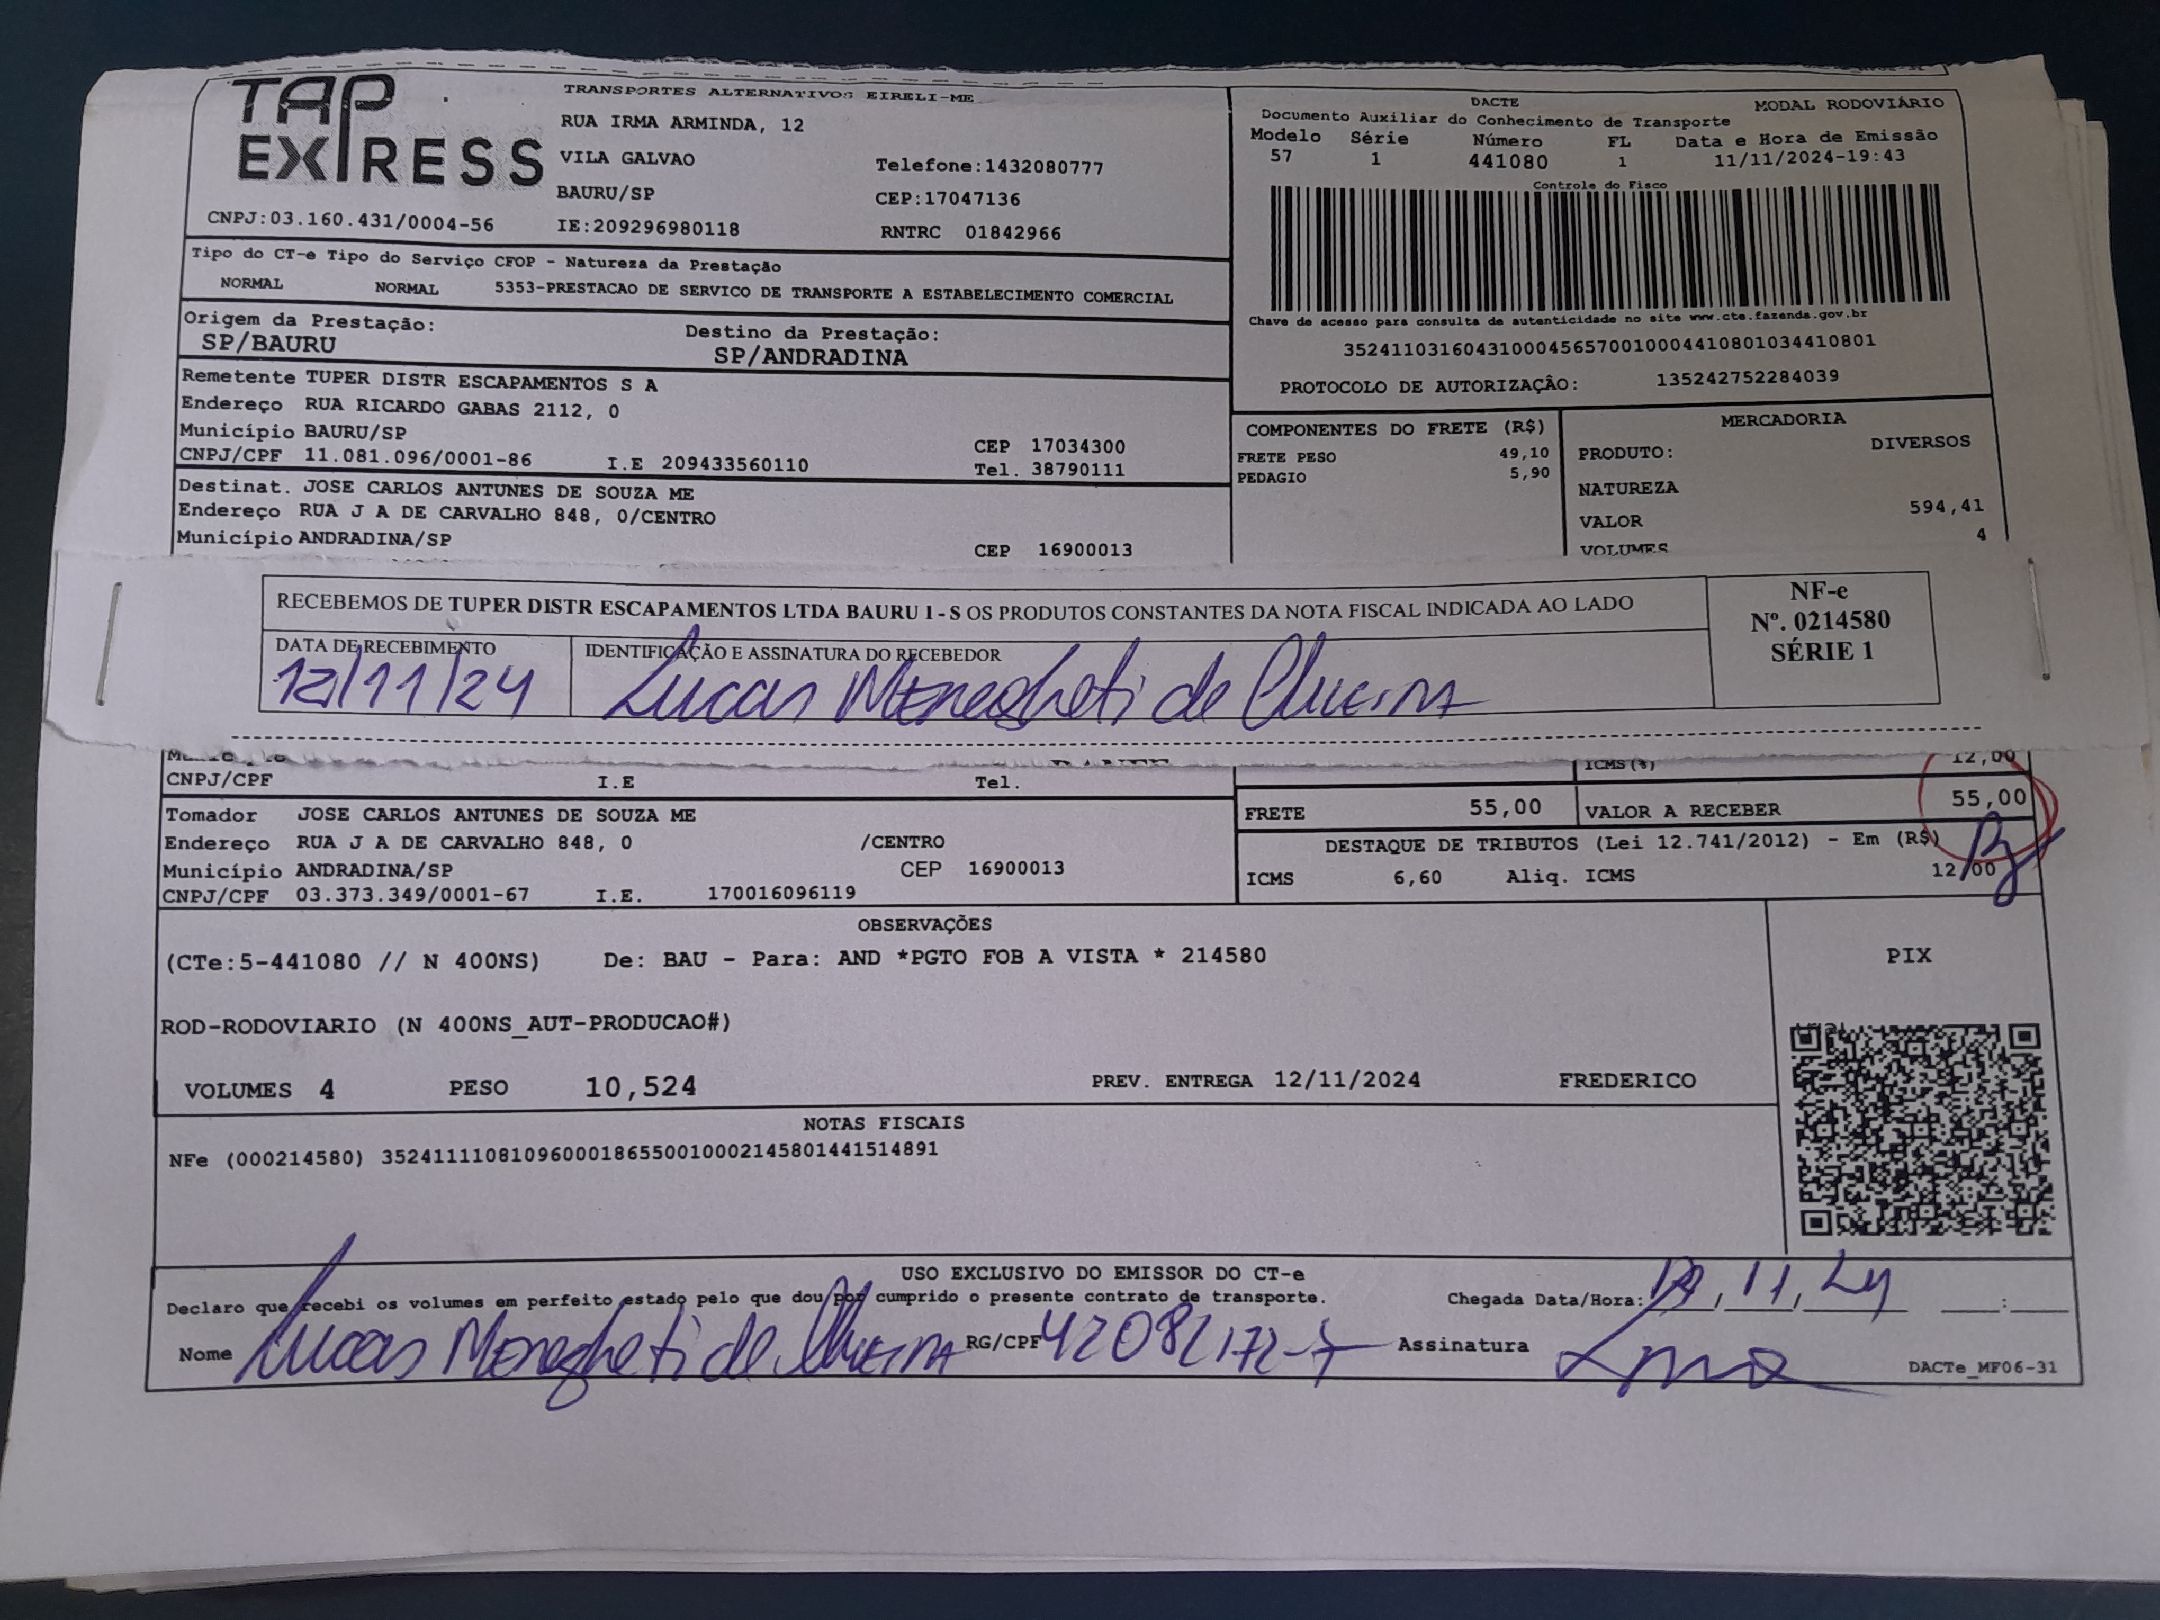 TAP EXPRESS
TRANSPORTES ALTERNATIVOS EIRELI-ME
RUA IRMA ARMINDA, 12
VILA GALVAO Telefone:1432080777
BAURU/SP CEP:17047136
CNPJ:03.160.431/0004-56 IE:209296980118 RNTRC 01842966
DACTE MODAL RODOVIÁRIO
Documento Auxiliar do Conhecimento de Transporte
Modelo Série Número FL Data e Hora de Emissão
57 1 441080 1 11/11/2024-19:43
Controle do Fisco
Chave de acesso para consulta de autenticidade no site www.cte.fazenda.gov.br
35241103160431000456570010004410801034410801
PROTOCOLO DE AUTORIZAÇÃO: 135242752284039
Tipo do CT-e Tipo do Serviço CFOP - Natureza da Prestação
NORMAL NORMAL 5353-PRESTACAO DE SERVICO DE TRANSPORTE A ESTABELECIMENTO COMERCIAL
Origem da Prestação: Destino da Prestação:
SP/BAURU SP/ANDRADINA
Remetente TUPER DISTR ESCAPAMENTOS S A
Endereço RUA RICARDO GABAS 2112, 0
Município BAURU/SP CEP 17034300
CNPJ/CPF 11.081.096/0001-86 I.E 209433560110 Tel. 38790111
Destinat. JOSE CARLOS ANTUNES DE SOUZA ME
Endereço RUA J A DE CARVALHO 848, 0/CENTRO
Município ANDRADINA/SP CEP 16900013
COMPONENTES DO FRETE (R$)
FRETE PESO 49,10
PEDAGIO 5,90
MERCADORIA
PRODUTO: DIVERSOS
NATUREZA
VALOR 594,41
VOLUMES 4
RECEBEMOS DE TUPER DISTR ESCAPAMENTOS LTDA BAURU 1 - S OS PRODUTOS CONSTANTES DA NOTA FISCAL INDICADA AO LADO
DATA DE RECEBIMENTO IDENTIFICAÇÃO E ASSINATURA DO RECEBEDOR
12/11/24 Lucas Menegheti de Oliveira
NF-e
Nº. 0214580
SÉRIE 1
ICMS(%) 12,00
CNPJ/CPF I.E Tel.
FRETE 55,00 VALOR A RECEBER 55,00
Tomador JOSE CARLOS ANTUNES DE SOUZA ME
Endereço RUA J A DE CARVALHO 848, 0 /CENTRO
Município ANDRADINA/SP CEP 16900013
CNPJ/CPF 03.373.349/0001-67 I.E. 170016096119
DESTAQUE DE TRIBUTOS (Lei 12.741/2012) - Em (R$)
ICMS 6,60 Aliq. ICMS 12,00
OBSERVAÇÕES
(CTe:5-441080 // N 400NS) De: BAU - Para: AND *PGTO FOB A VISTA * 214580
ROD-RODOVIARIO (N 400NS_AUT-PRODUCAO#)
VOLUMES 4 PESO 10,524 PREV. ENTREGA 12/11/2024 FREDERICO
PIX
NOTAS FISCAIS
NFe (000214580) 35241111081096000186550010002145801441514891
USO EXCLUSIVO DO EMISSOR DO CT-e
Declaro que recebi os volumes em perfeito estado pelo que dou por cumprido o presente contrato de transporte. Chegada Data/Hora: 12, 11, 24 :
Nome Lucas Menegheti de Oliveira RG/CPF 42082172-7 Assinatura
DACTe_MF06-31